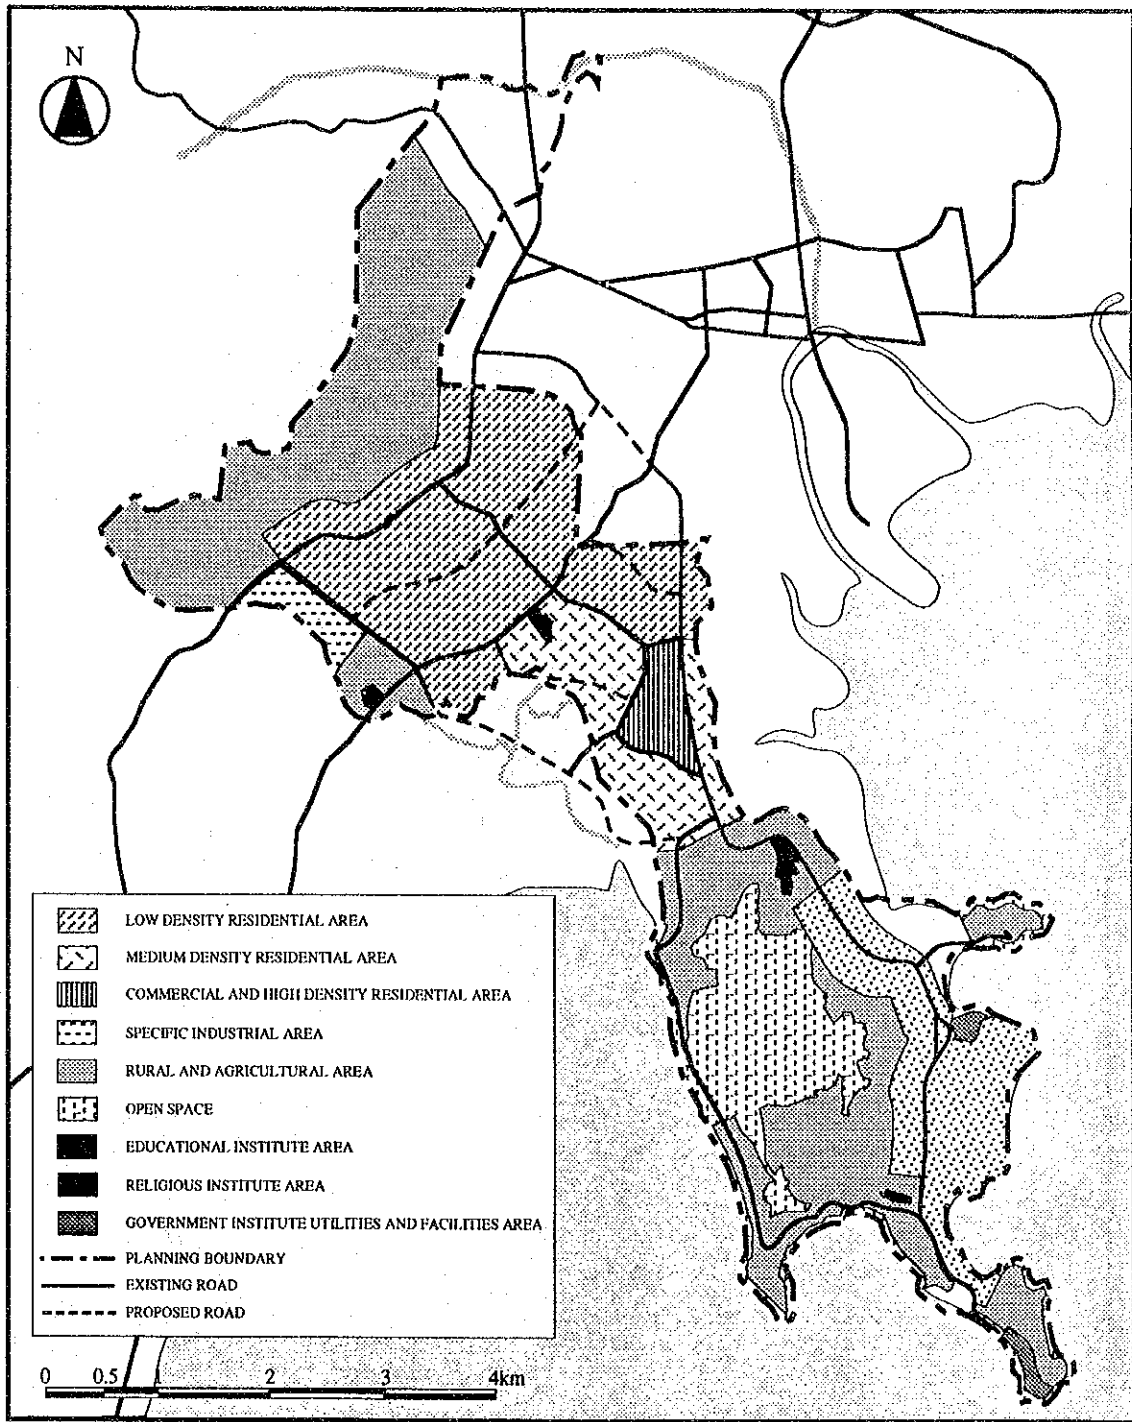 N
LOW DENSITY RESIDENTIAL AREA
MEDIUM DENSITY RESIDENTIAL AREA
COMMERCIAL AND HIGH DENSITY RESIDENTIAL AREA
SPECIFIC INDUSTRIAL AREA
RURAL AND AGRICULTURAL AREA
OPEN SPACE
EDUCATIONAL INSTITUTE AREA
RELIGIOUS INSTITUTE AREA
GOVERNMENT INSTITUTE UTILITIES AND FACILITIES AREA
PLANNING BOUNDARY
EXISTING ROAD
PROPOSED ROAD
0 0.5 1 2 3 4km